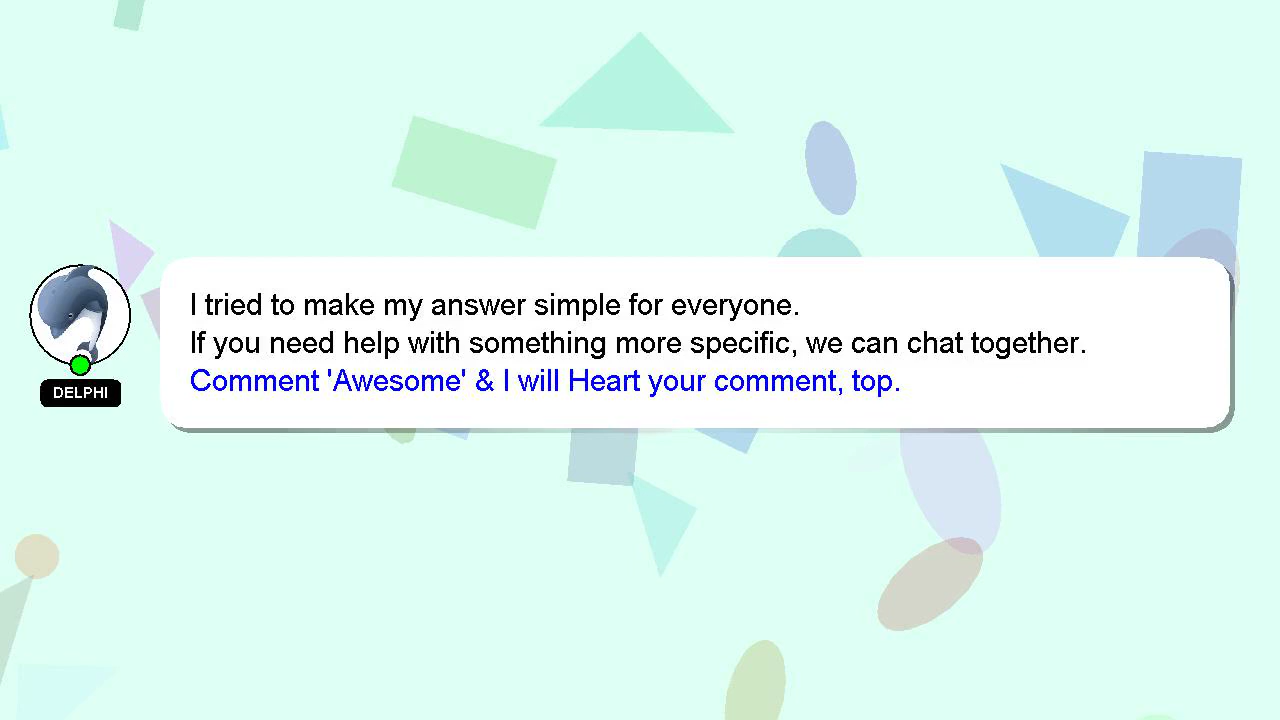 I tried to make my answer simple for everyone.
If you need help with something more specific, we can chat together.
Comment 'Awesome' & I will Heart your comment, top.
DELPHI